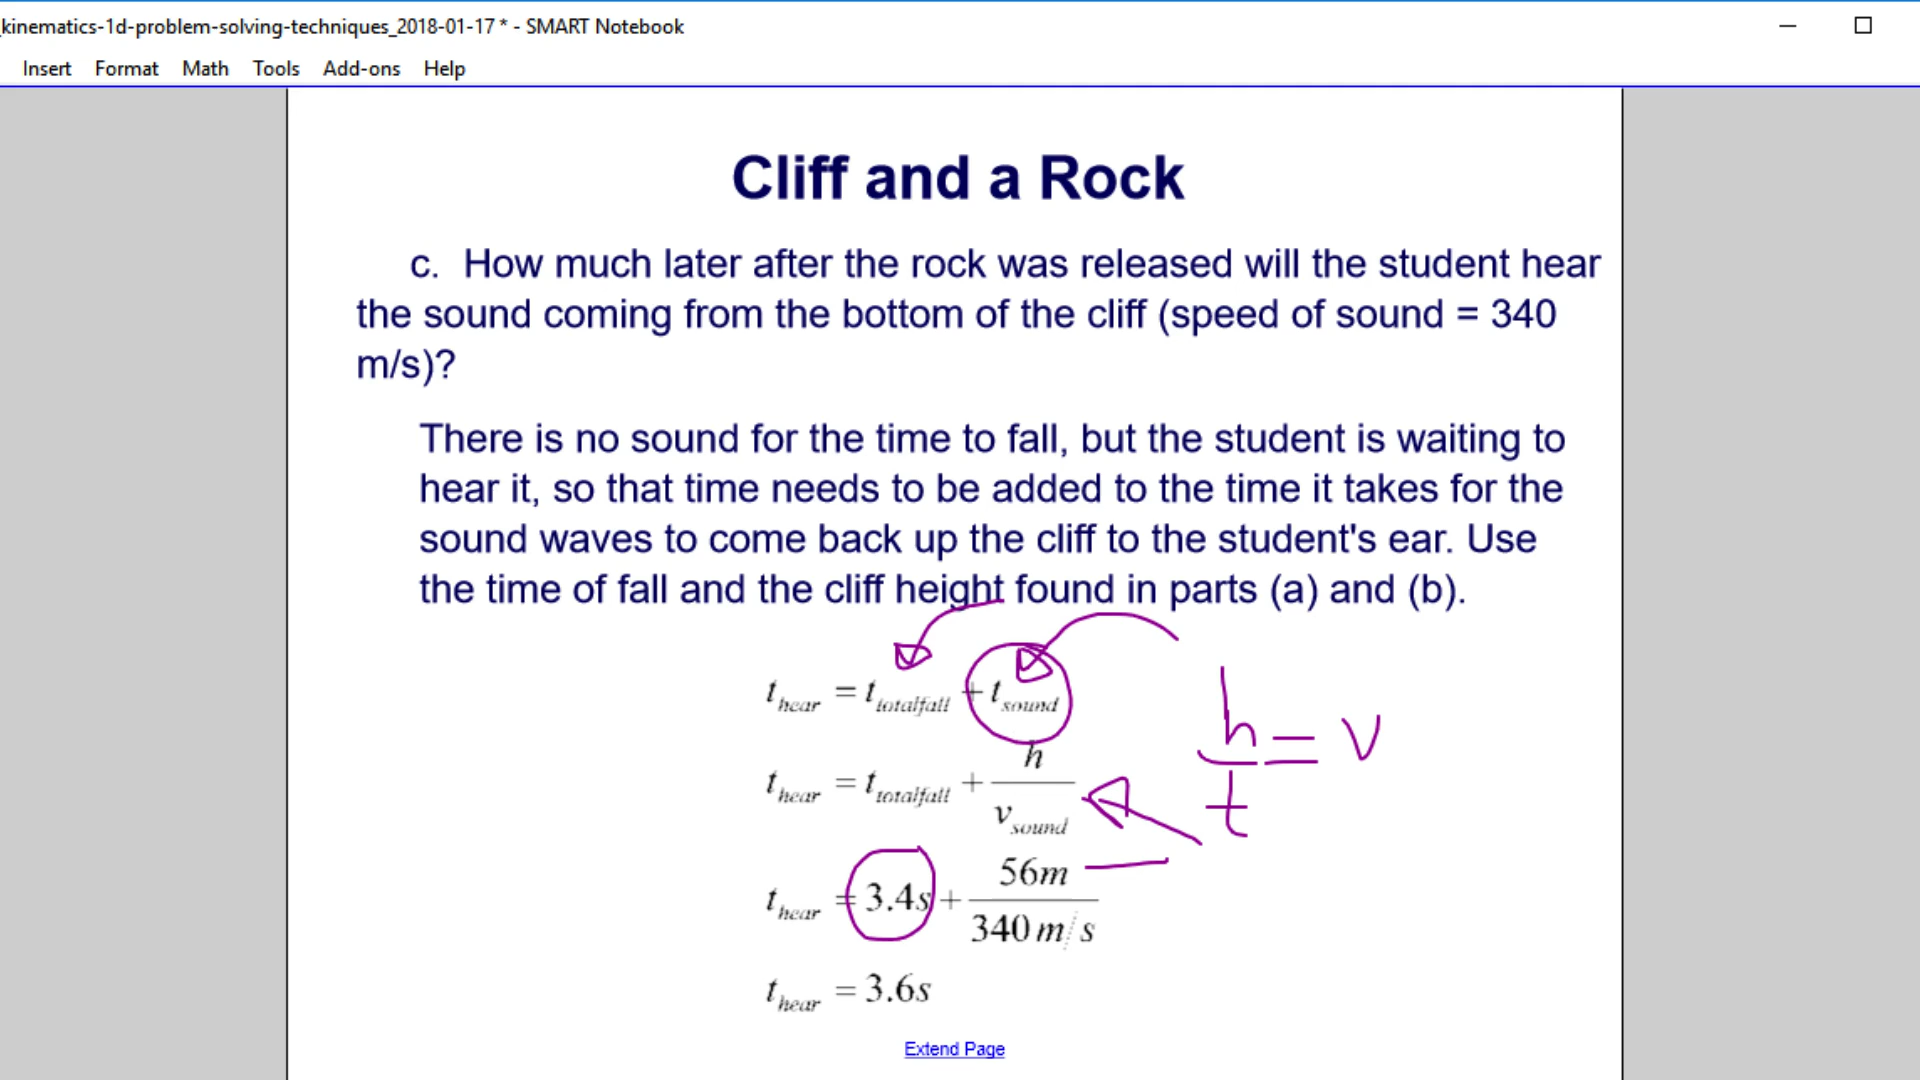 kinematics-1d-problem-solving-techniques_2018-01-17 * - SMART Notebook
Insert Format Math Tools Add-ons Help
Cliff and a Rock
c. How much later after the rock was released will the student hear
the sound coming from the bottom of the cliff (speed of sound = 340
m/s)?
There is no sound for the time to fall, but the student is waiting to
hear it, so that time needs to be added to the time it takes for the
sound waves to come back up the cliff to the student's ear. Use
the time of fall and the cliff height found in parts (a) and (b).
t_hear = t_totalfall + t_sound
t_hear = t_totalfall + h / v_sound
h / t = v
t_hear = 3.4s + 56m / 340 m/s
t_hear = 3.6s
Extend Page